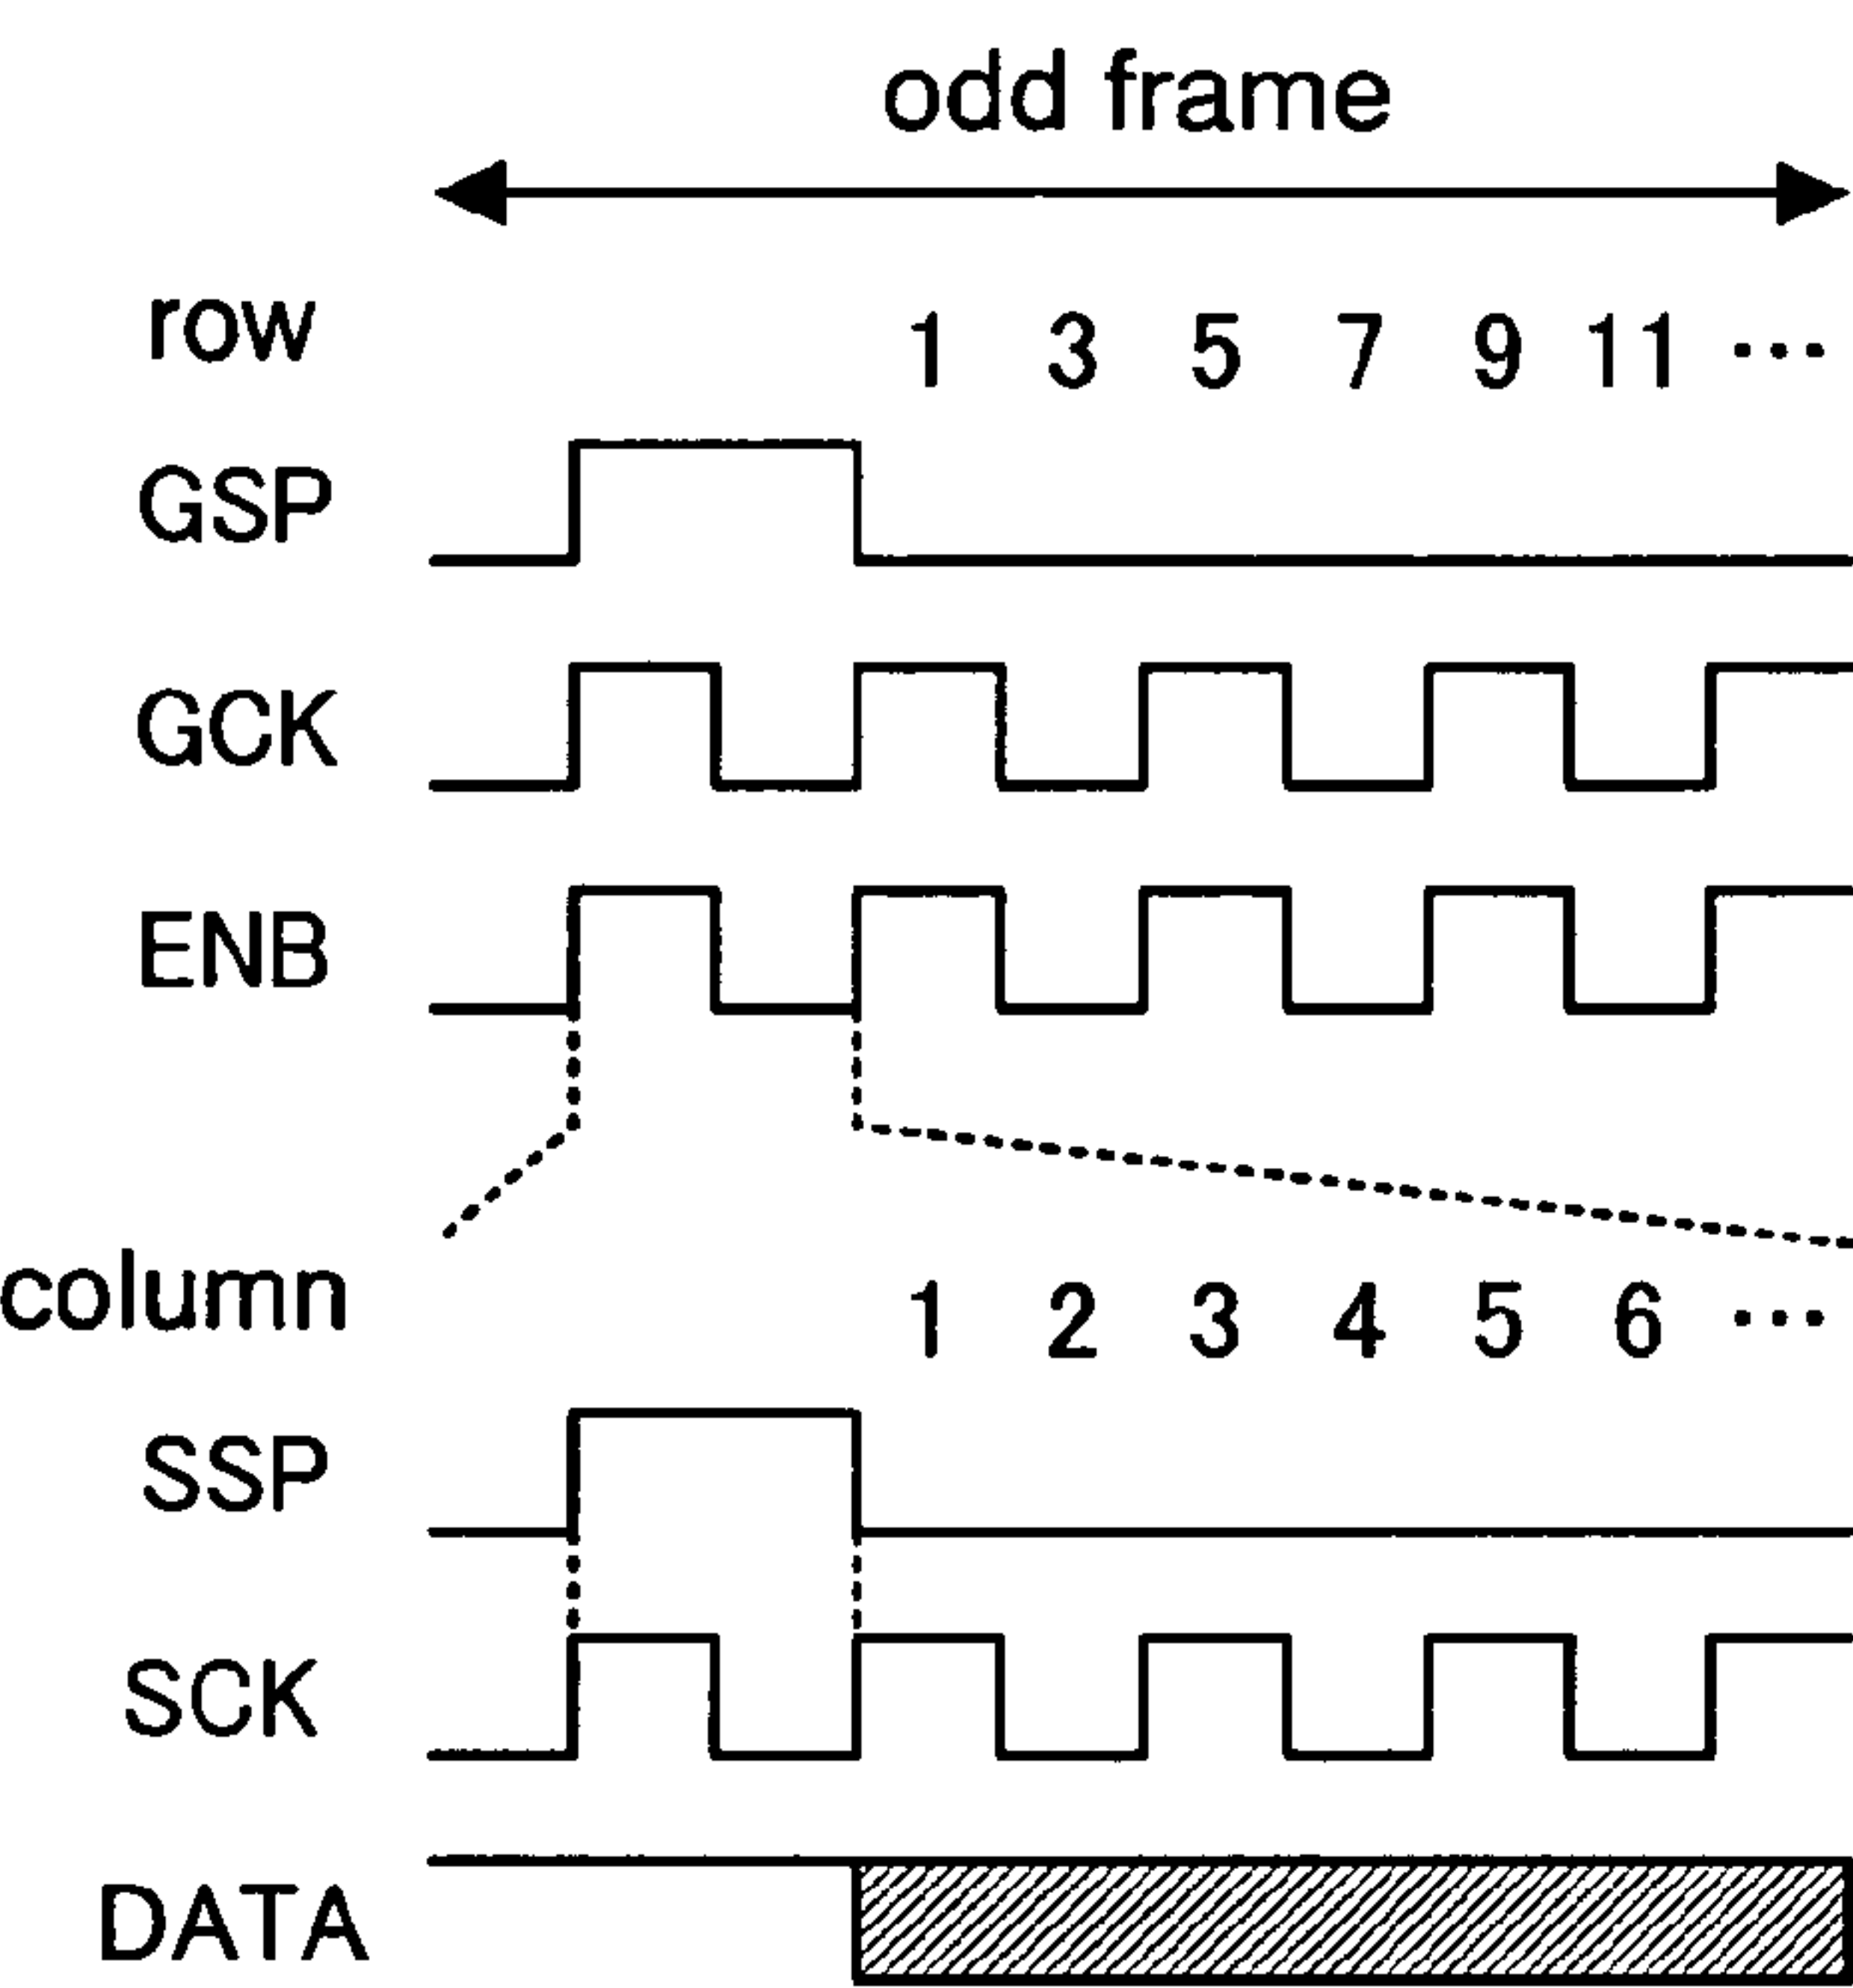 odd frame
row 1 3 5 7 9 11 ···
GSP
GCK
ENB
column 1 2 3 4 5 6 ···
SSP
SCK
DATA